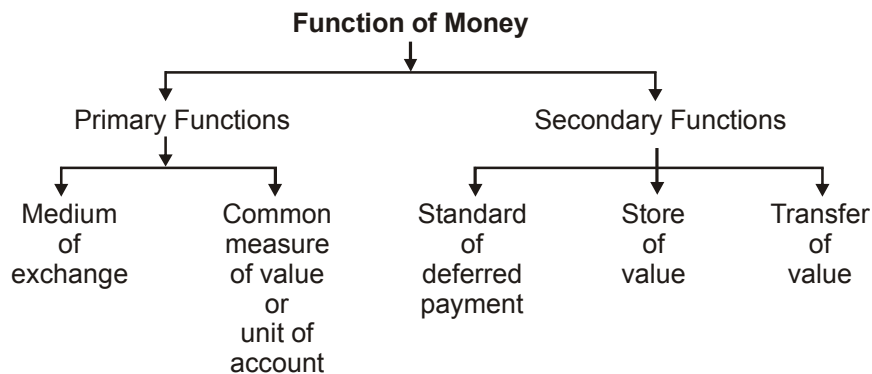 Function of Money
Primary Functions
Secondary Functions
Medium
of
exchange
Common
measure
of value
or
unit of
account
Standard
of
deferred
payment
Store
of
value
Transfer
of
value